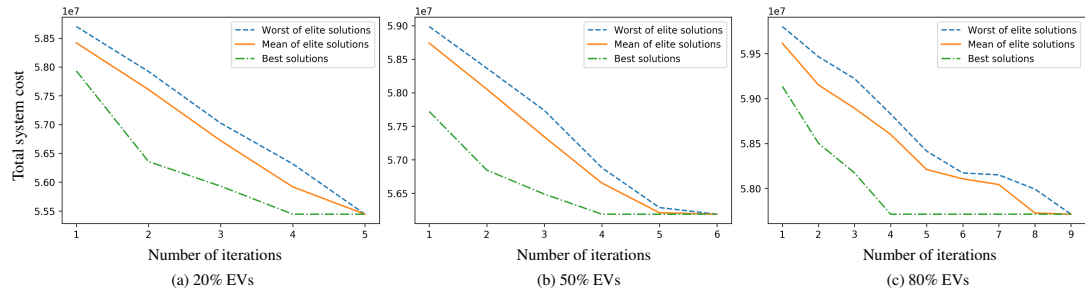 1e7
Total system cost
5.85
5.80
5.75
5.70
5.65
5.60
5.55
Worst of elite solutions
Mean of elite solutions
Best solutions
1 2 3 4 5
Number of iterations
(a) 20% EVs
1e7
5.90
5.85
5.80
5.75
5.70
5.65
Worst of elite solutions
Mean of elite solutions
Best solutions
1 2 3 4 5 6
Number of iterations
(b) 50% EVs
1e7
5.95
5.90
5.85
5.80
Worst of elite solutions
Mean of elite solutions
Best solutions
1 2 3 4 5 6 7 8 9
Number of iterations
(c) 80% EVs